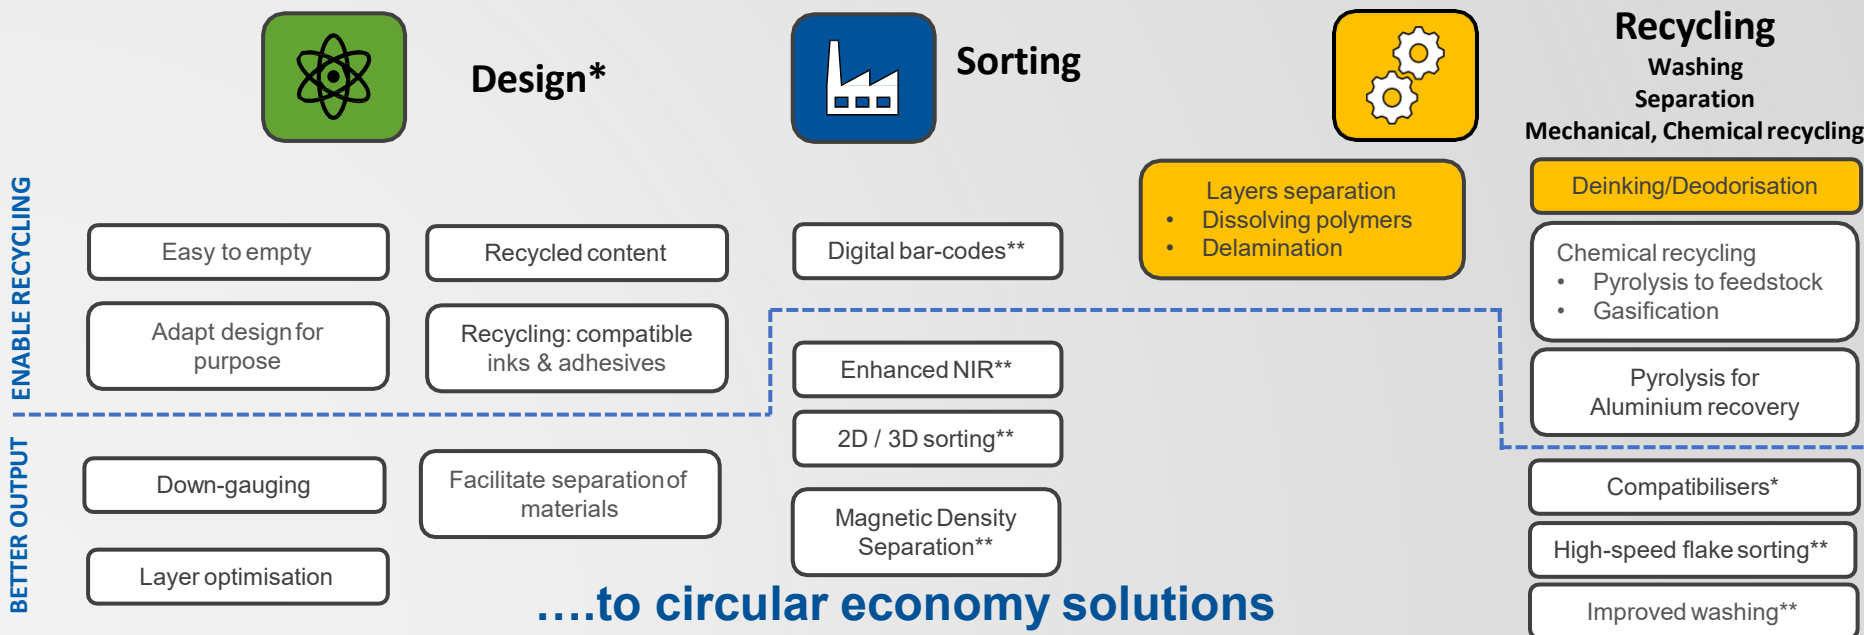 Design*
Sorting
Recycling
Washing
Separation
Mechanical, Chemical recycling
ENABLE RECYCLING
Easy to empty
Recycled content
Adapt design for
purpose
Recycling: compatible
inks & adhesives
Digital bar-codes**
Layers separation
• Dissolving polymers
• Delamination
Deinking/Deodorisation
Chemical recycling
• Pyrolysis to feedstock
• Gasification
Pyrolysis for
Aluminium recovery
BETTER OUTPUT
Down-gauging
Facilitate separation of
materials
Layer optimisation
Enhanced NIR**
2D / 3D sorting**
Magnetic Density
Separation**
Compatibilisers*
High-speed flake sorting**
Improved washing**
....to circular economy solutions